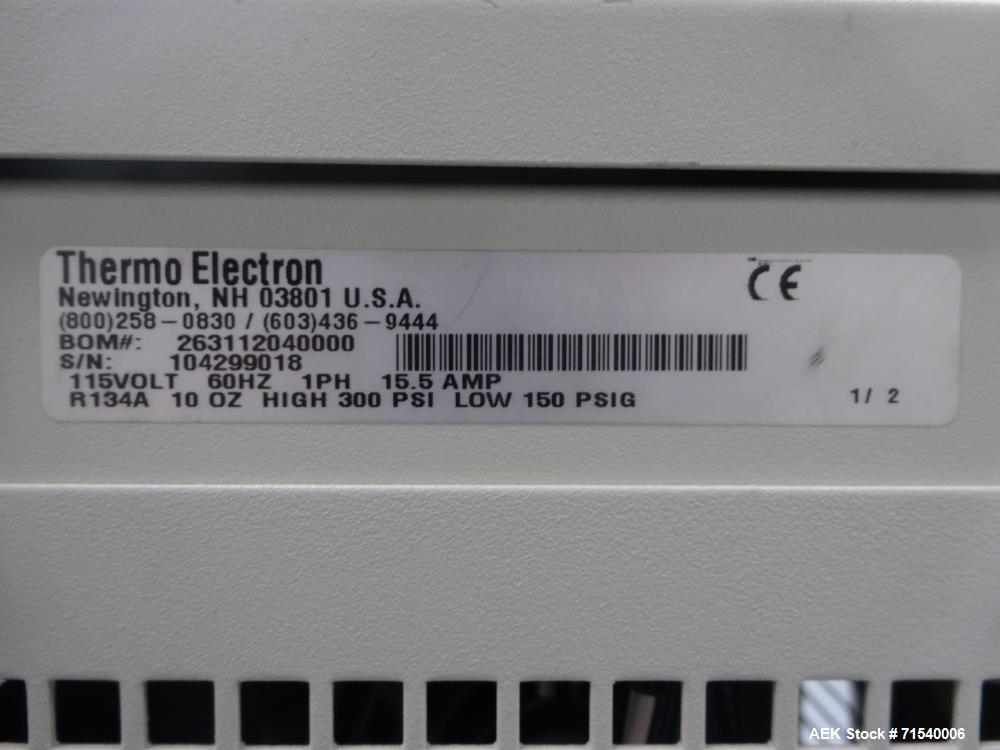 Thermo Electron
Newington, NH 03801 U.S.A.
(800)258-0830 / (603)436-9444
BOM#: 263112040000
S/N: 104299018
115VOLT 60HZ 1PH 15.5 AMP
R134A 10 OZ HIGH 300 PSI LOW 150 PSIG
CE
1/ 2
AEK Stock #71540006